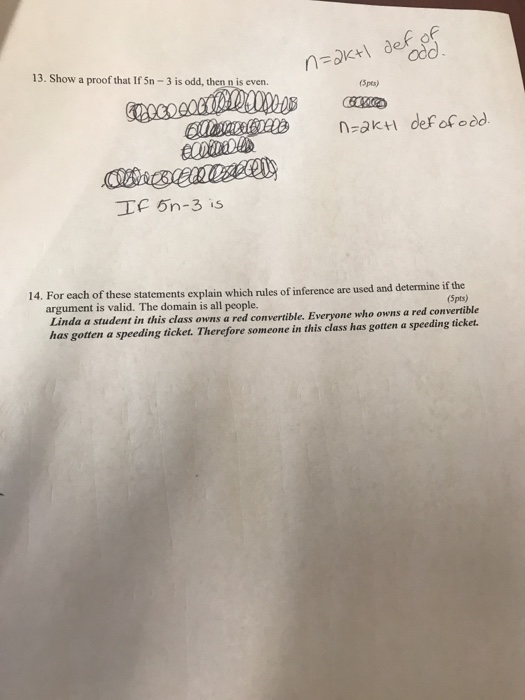 n=2k+1 def of
odd.
13. Show a proof that If 5n – 3 is odd, then n is even. (5pts)
n=2k+1 def of odd.
If 5n-3 is
14. For each of these statements explain which rules of inference are used and determine if the
argument is valid. The domain is all people. (5pts)
Linda a student in this class owns a red convertible. Everyone who owns a red convertible
has gotten a speeding ticket. Therefore someone in this class has gotten a speeding ticket.